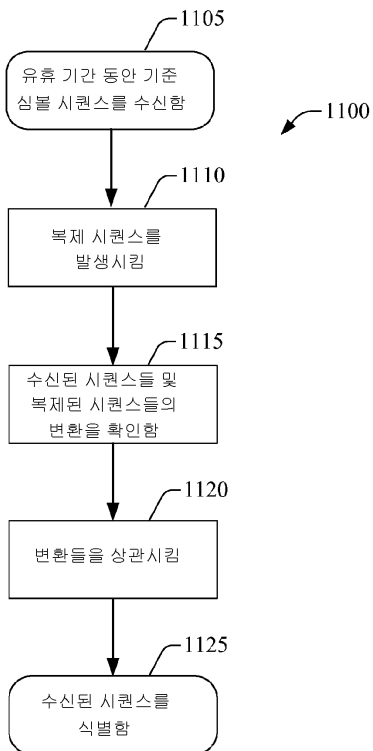 1105
유휴 기간 동안 기준
심볼 시퀀스를 수신함
1100
1110
복제 시퀀스를
발생시킴
1115
수신된 시퀀스들 및
복제된 시퀀스들의
변환을 확인함
1120
변환들을 상관시킴
1125
수신된 시퀀스를
식별함